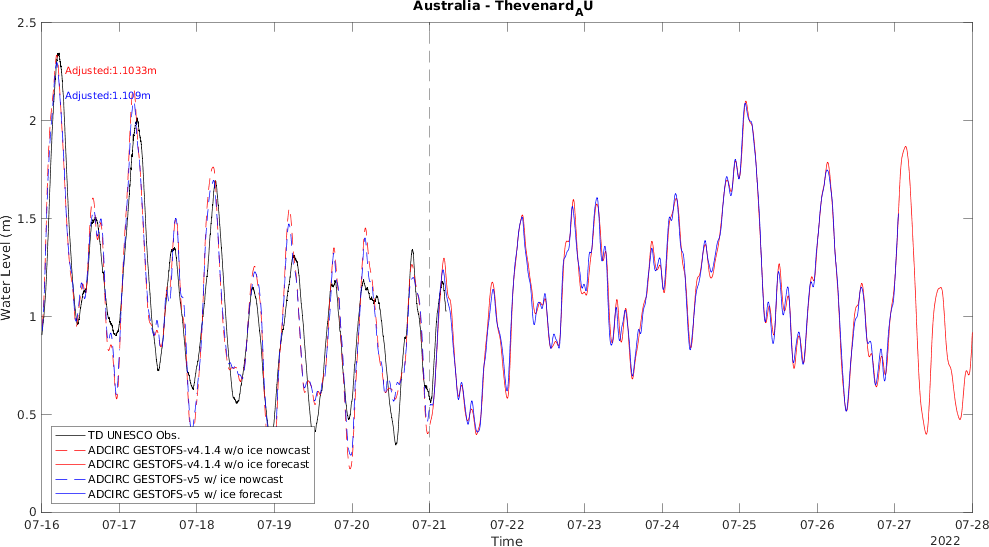 Australia - Thevenard_AU
2.5
2
1.5
1
0.5
0
Water Level (m)
Adjusted:1.1033m
Adjusted:1.109m
TD UNESCO Obs.
ADCIRC GESTOFS-v4.1.4 w/o ice nowcast
ADCIRC GESTOFS-v4.1.4 w/o ice forecast
ADCIRC GESTOFS-v5 w/ ice nowcast
ADCIRC GESTOFS-v5 w/ ice forecast
07-16 07-17 07-18 07-19 07-20 07-21 07-22 07-23 07-24 07-25 07-26 07-27 07-28
Time
2022